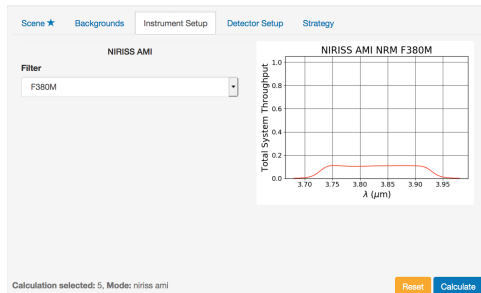 Scene ★ Backgrounds Instrument Setup Detector Setup Strategy
NIRISS AMI
Filter
F380M
NIRISS AMI NRM F380M
Total System Throughput
1.0
0.8
0.6
0.4
0.2
0.0
3.70 3.75 3.80 3.85 3.90 3.95
λ (μm)
Calculation selected: 5, Mode: niriss ami
Reset Calculate